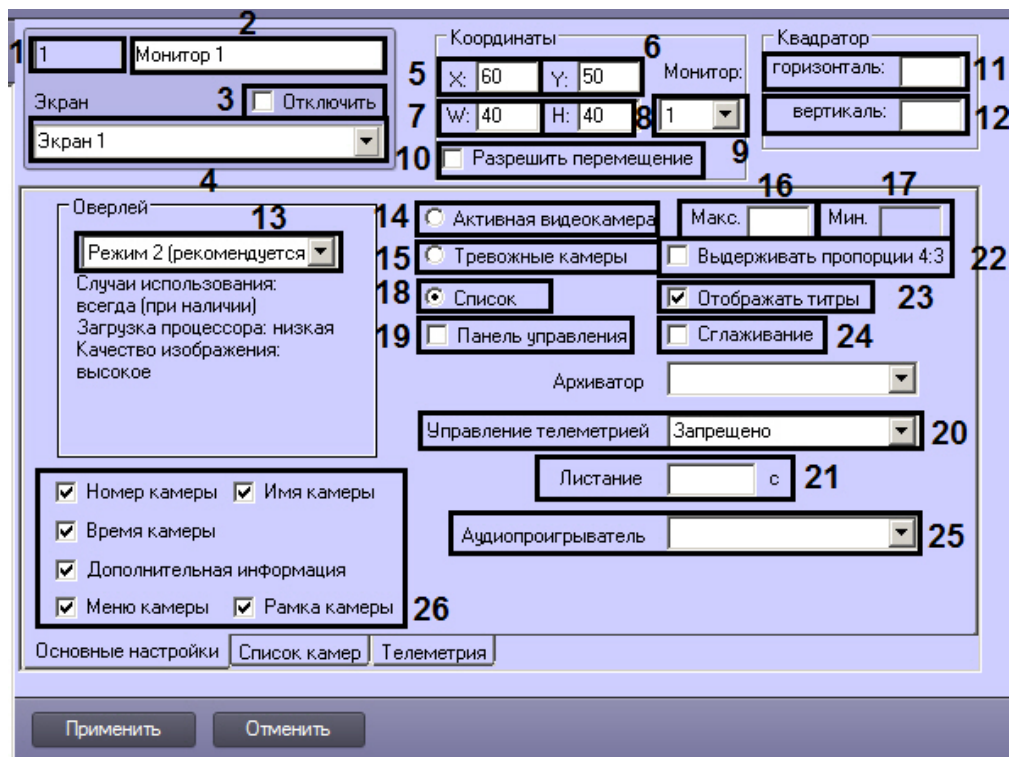 2
Координаты
6
Квадратор
1
1
Монитор 1
5
X: 60
Y: 50
Монитор:
горизонталь:
11
Экран
3
Отключить
7
W: 40
H: 40
8
1
вертикаль:
12
Экран 1
10
Разрешить перемещение
9
4
Оверлей
13
14
Активная видеокамера
16
Макс.
17
Мин.
Режим 2 (рекомендуется
15
Тревожные камеры
Выдерживать пропорции 4:3
22
Случаи использования:
всегда (при наличии)
Загрузка процессора: низкая
Качество изображения:
высокое
18
Список
Отображать титры
23
19
Панель управления
Сглаживание
24
Архиватор
Управление телеметрией
Запрещено
20
Листание
с
21
Аудиопроигрыватель
25
Номер камеры
Имя камеры
Время камеры
Дополнительная информация
Меню камеры
Рамка камеры
26
Основные настройки
Список камер
Телеметрия
Применить
Отменить